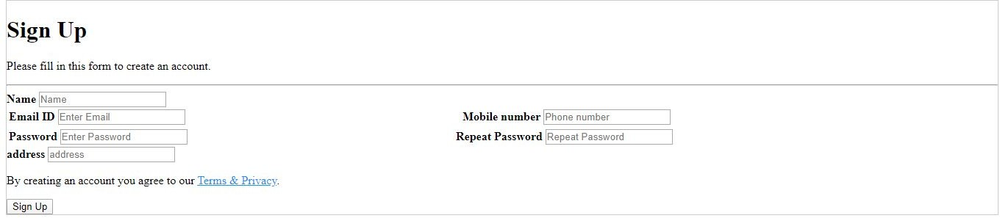 Sign Up
Please fill in this form to create an account.
Name Name
Email ID Enter Email Mobile number Phone number
Password Enter Password Repeat Password Repeat Password
address address
By creating an account you agree to our Terms & Privacy.
Sign Up